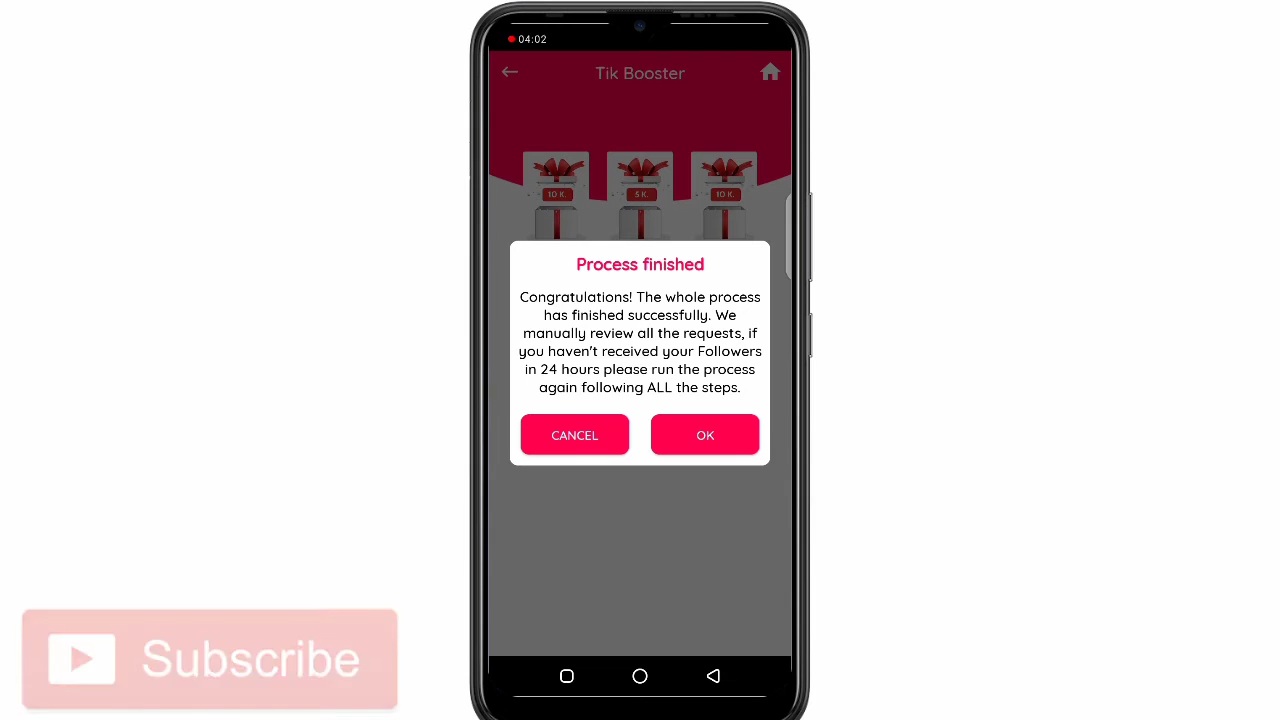 04:02
Tik Booster
10 K.
5 K.
10 K.
Process finished
Congratulations! The whole process
has finished successfully. We
manually review all the requests, if
you haven't received your Followers
in 24 hours please run the process
again following ALL the steps.
CANCEL
OK
Subscribe